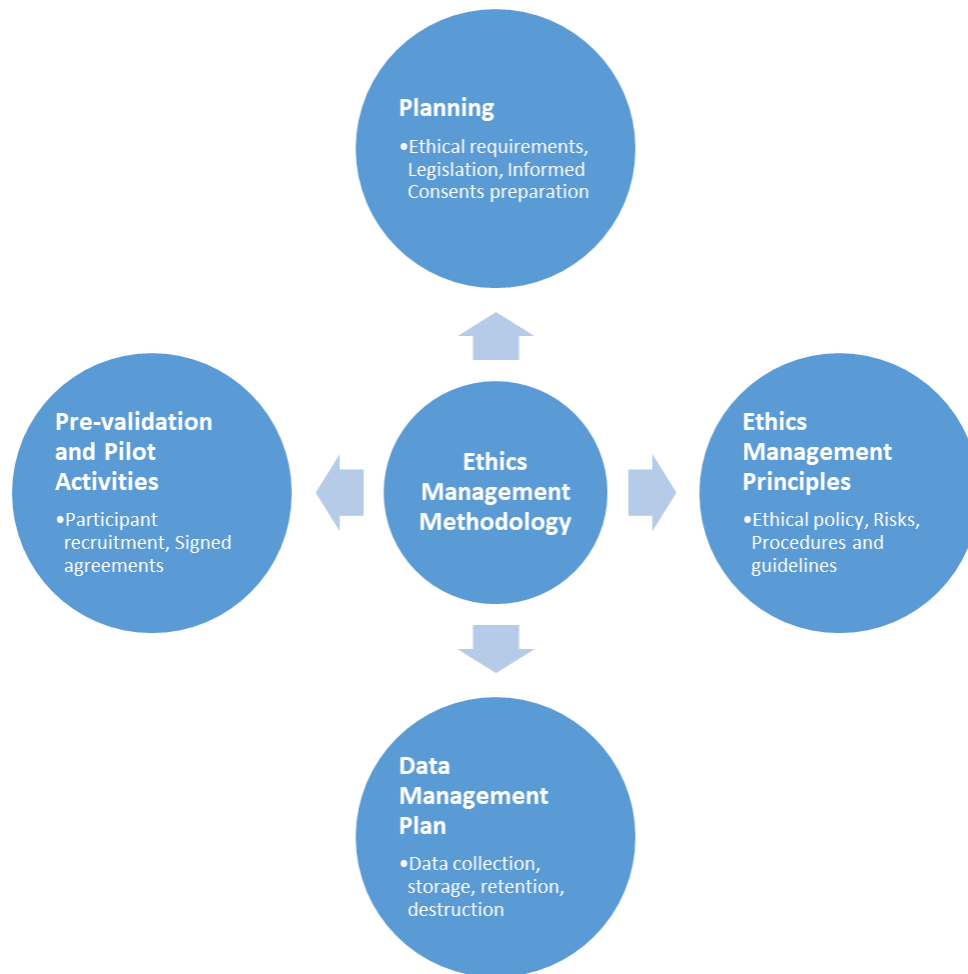 Planning
•Ethical requirements,
Legislation, Informed
Consents preparation
Pre-validation
and Pilot
Activities
•Participant
recruitment, Signed
agreements
Ethics
Management
Methodology
Ethics
Management
Principles
•Ethical policy, Risks,
Procedures and
guidelines
Data
Management
Plan
•Data collection,
storage, retention,
destruction